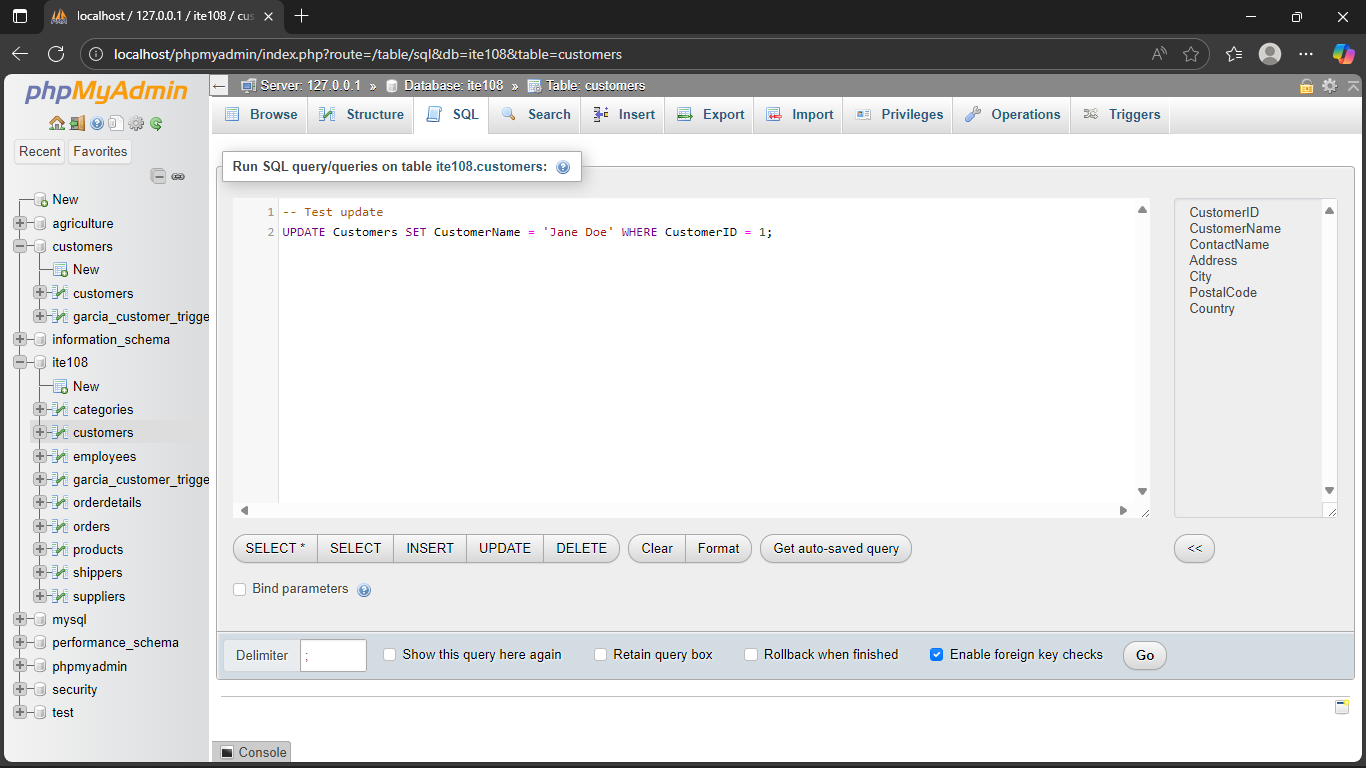 localhost / 127.0.0.1 / ite108 / cus
localhost/phpmyadmin/index.php?route=/table/sql&db=ite108&table=customers
phpMyAdmin
Recent
Favorites
New
agriculture
customers
New
customers
garcia_customer_trigge
information_schema
ite108
New
categories
customers
employees
garcia_customer_trigge
orderdetails
orders
products
shippers
suppliers
mysql
performance_schema
phpmyadmin
security
test
Server: 127.0.0.1 » Database: ite108 » Table: customers
Browse Structure SQL Search Insert Export Import Privileges Operations Triggers
Run SQL query/queries on table ite108.customers:
1 -- Test update
2 UPDATE Customers SET CustomerName = 'Jane Doe' WHERE CustomerID = 1;
CustomerID
CustomerName
ContactName
Address
City
PostalCode
Country
SELECT * SELECT INSERT UPDATE DELETE Clear Format Get auto-saved query <<
Bind parameters
Delimiter ; Show this query here again Retain query box Rollback when finished Enable foreign key checks Go
Console